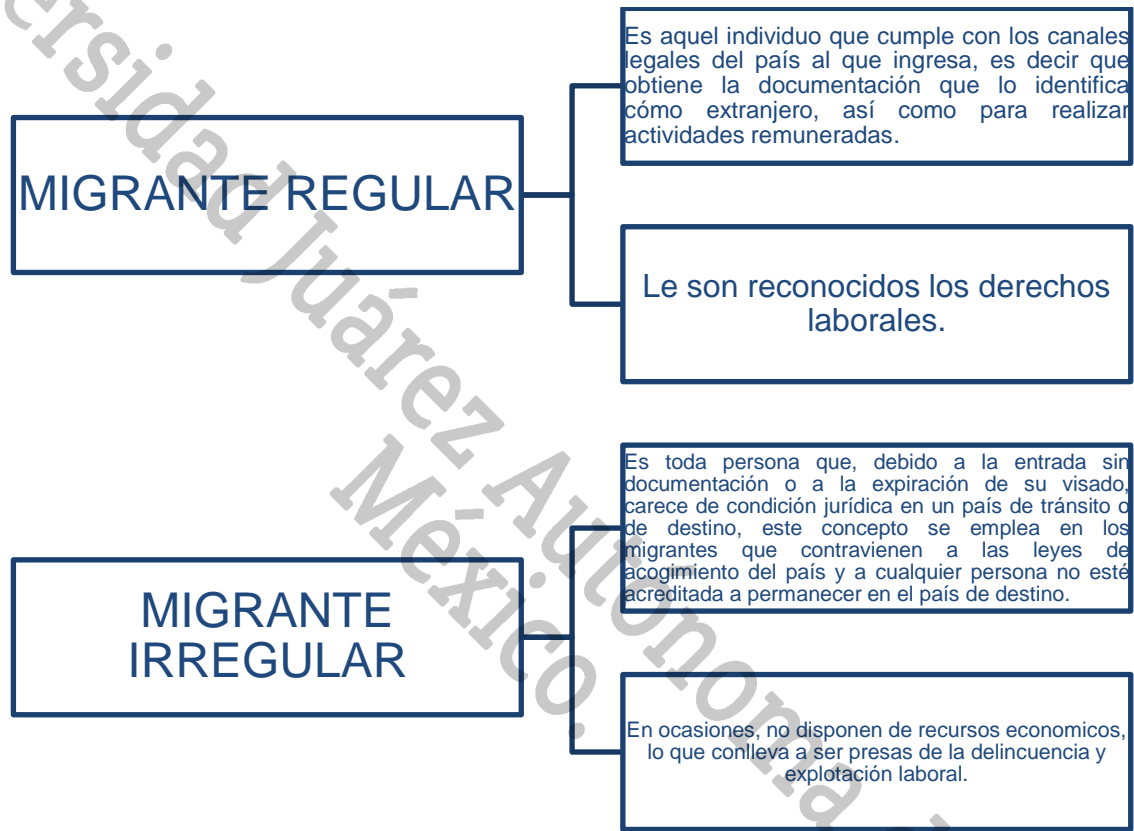 Es aquel individuo que cumple con los canales
legales del país al que ingresa, es decir que
obtiene la documentación que lo identifica
cómo extranjero, así como para realizar
actividades remuneradas.
MIGRANTE REGULAR
Le son reconocidos los derechos
laborales.
Es toda persona que, debido a la entrada sin
documentación o a la expiración de su visado,
carece de condición jurídica en un país de tránsito o
de destino, este concepto se emplea en los
migrantes que contravienen a las leyes de
acogimiento del país y a cualquier persona no esté
acreditada a permanecer en el país de destino.
MIGRANTE
IRREGULAR
En ocasiones, no disponen de recursos economicos,
lo que conlleva a ser presas de la delincuencia y
explotación laboral.
ersidad Juárez Autónoma
México.